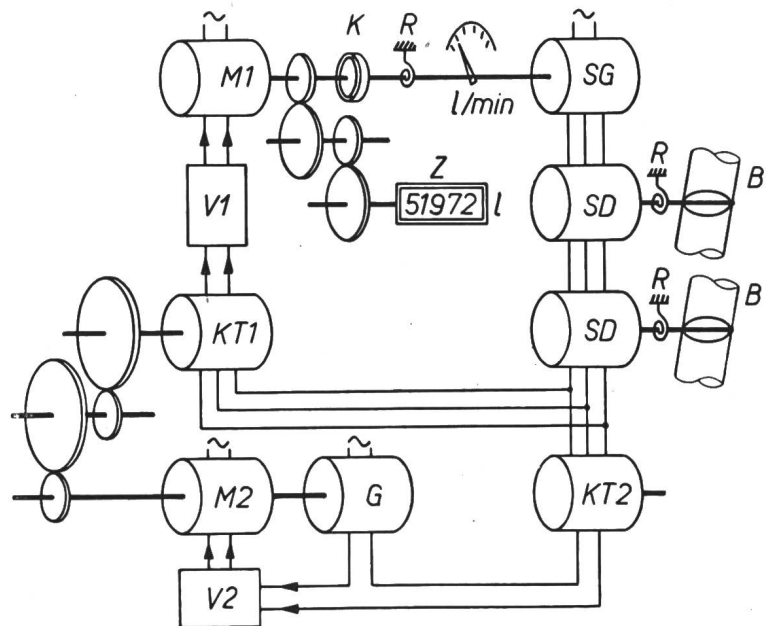 ~
~
K
R
M1
SG
l/min
Z
R
B
V1
51972
l
SD
R
B
KT1
SD
~
~
M2
G
KT2
V2